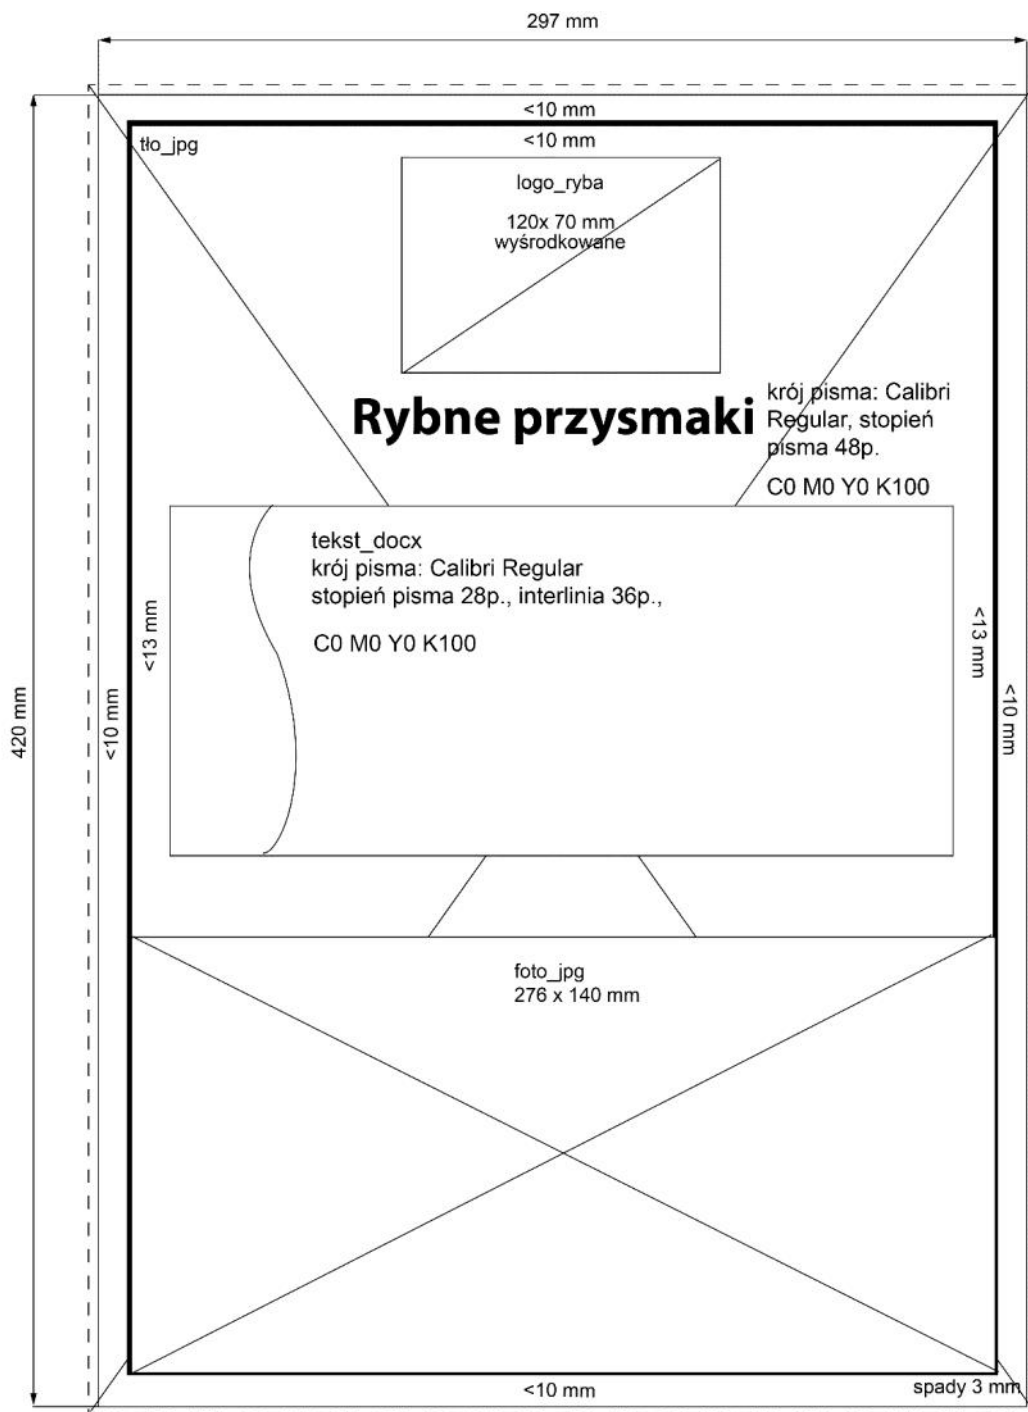 297 mm
<10 mm
<10 mm
tło_jpg
logo_ryba
120x 70 mm
wyśrodkowane
Rybne przysmaki
krój pisma: Calibri
Regular, stopień
pisma 48p.
C0 M0 Y0 K100
tekst_docx
krój pisma: Calibri Regular
stopień pisma 28p., interlinia 36p.,
C0 M0 Y0 K100
<13 mm
<13 mm
420 mm
<10 mm
<10 mm
foto_jpg
276 x 140 mm
<10 mm
spady 3 mm